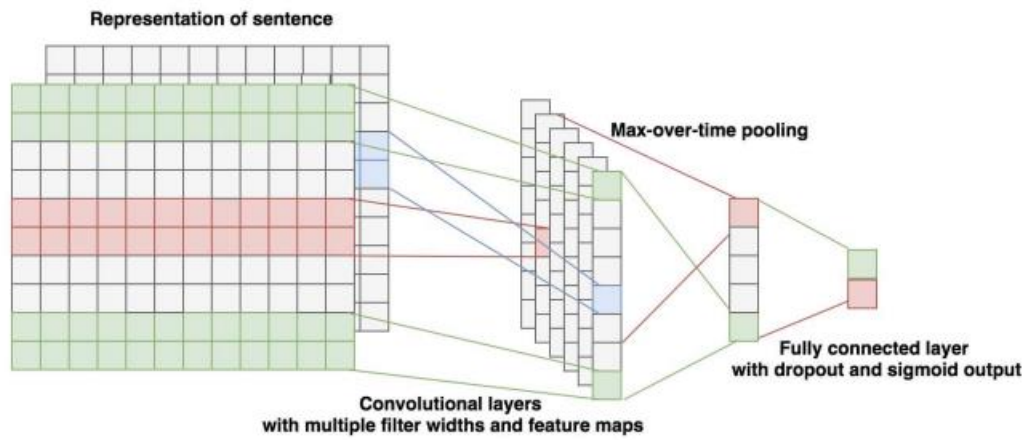 Representation of sentence
Max-over-time pooling
Fully connected layer
with dropout and sigmoid output
Convolutional layers
with multiple filter widths and feature maps